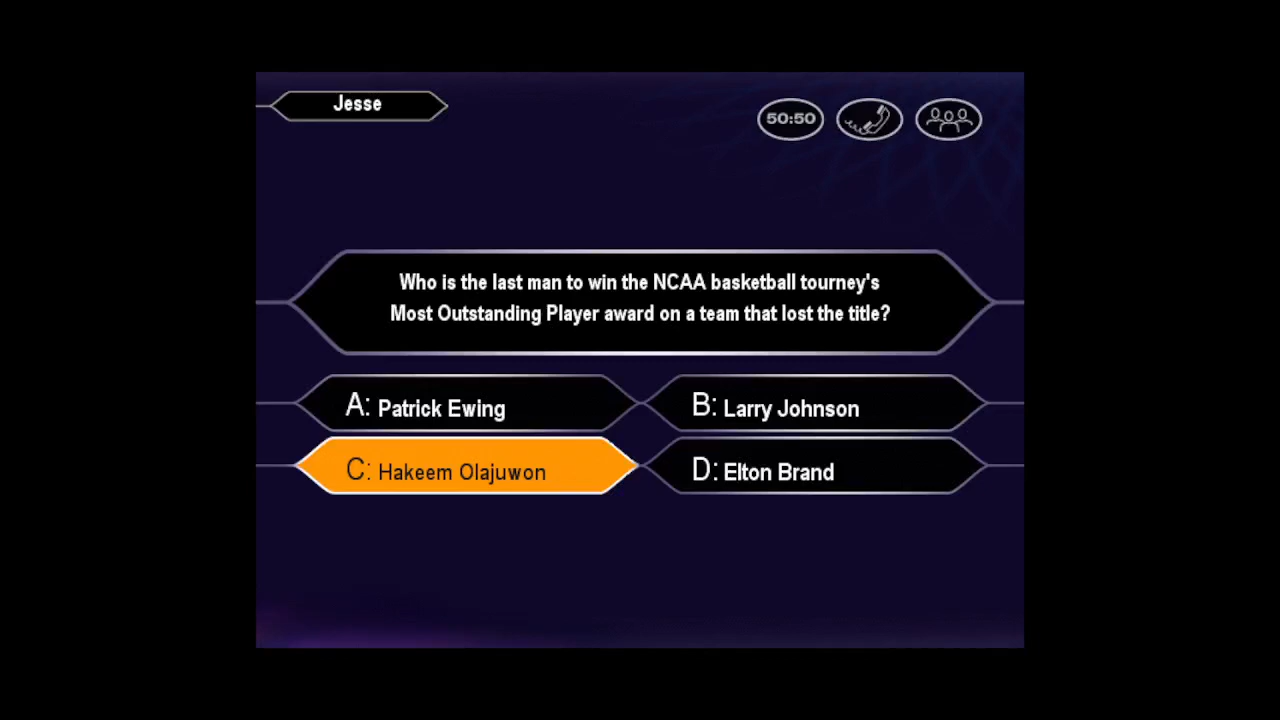 Jesse
50:50
Who is the last man to win the NCAA basketball tourney's
Most Outstanding Player award on a team that lost the title?
A: Patrick Ewing
B: Larry Johnson
C: Hakeem Olajuwon
D: Elton Brand